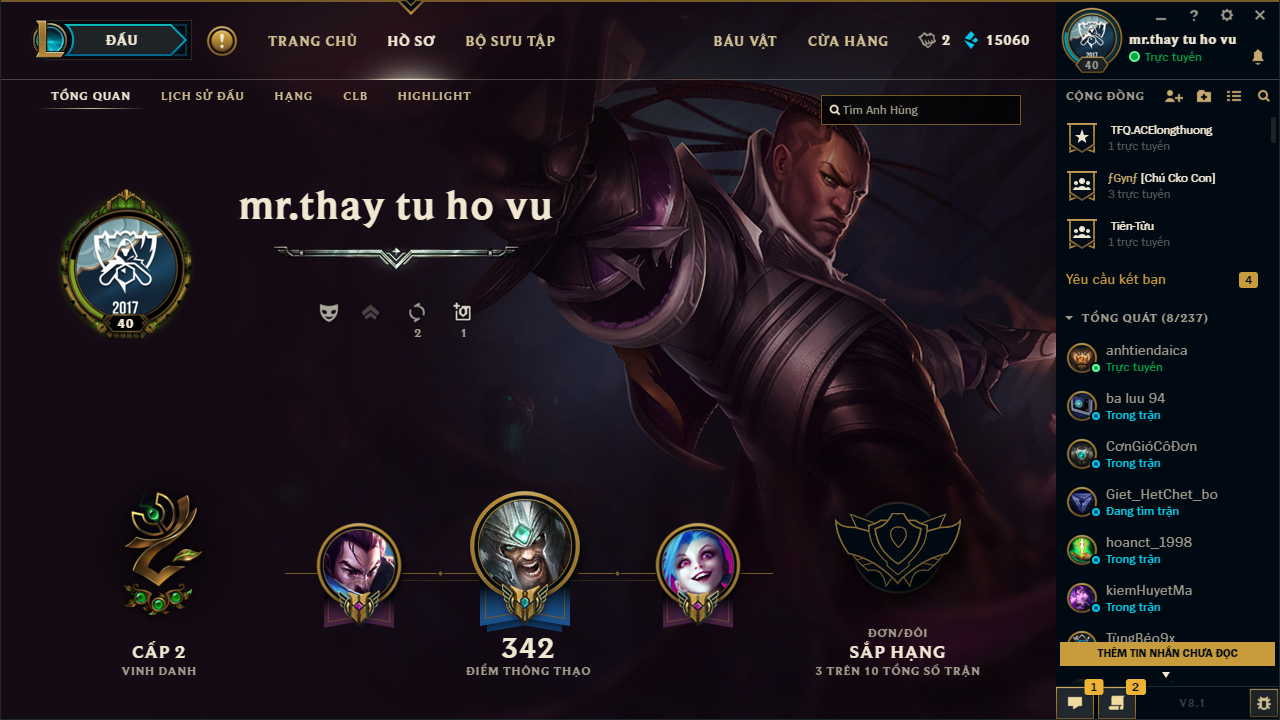 ĐẤU
TRANG CHỦ
HỒ SƠ
BỘ SƯU TẬP
BÁU VẬT
CỬA HÀNG
2
15060
mr.thay tu ho vu
Trực tuyến
2017
40
TỔNG QUAN
LỊCH SỬ ĐẤU
HẠNG
CLB
HIGHLIGHT
Tìm Anh Hùng
CỘNG ĐỒNG
TFQ.ACElongthuong
1 trực tuyến
ƒGynƒ [Chú Cko Con]
3 trực tuyến
Tiên-Tửu
1 trực tuyến
Yêu cầu kết bạn
4
mr.thay tu ho vu
2017
40
2
1
TỔNG QUÁT (8/237)
anhtiendaica
Trực tuyến
ba luu 94
Trong trận
CơnGióCôĐơn
Trong trận
Giet_HetChet_bo
Đang tìm trận
hoanct_1998
Trong trận
kiemHuyetMa
Trong trận
TùngBéo9x
THÊM TIN NHẮN CHƯA ĐỌC
CẤP 2
VINH DANH
342
ĐIỂM THÔNG THẠO
ĐƠN/ĐÔI
SẮP HẠNG
3 TRÊN 10 TỔNG SỐ TRẬN
1
2
V8.1